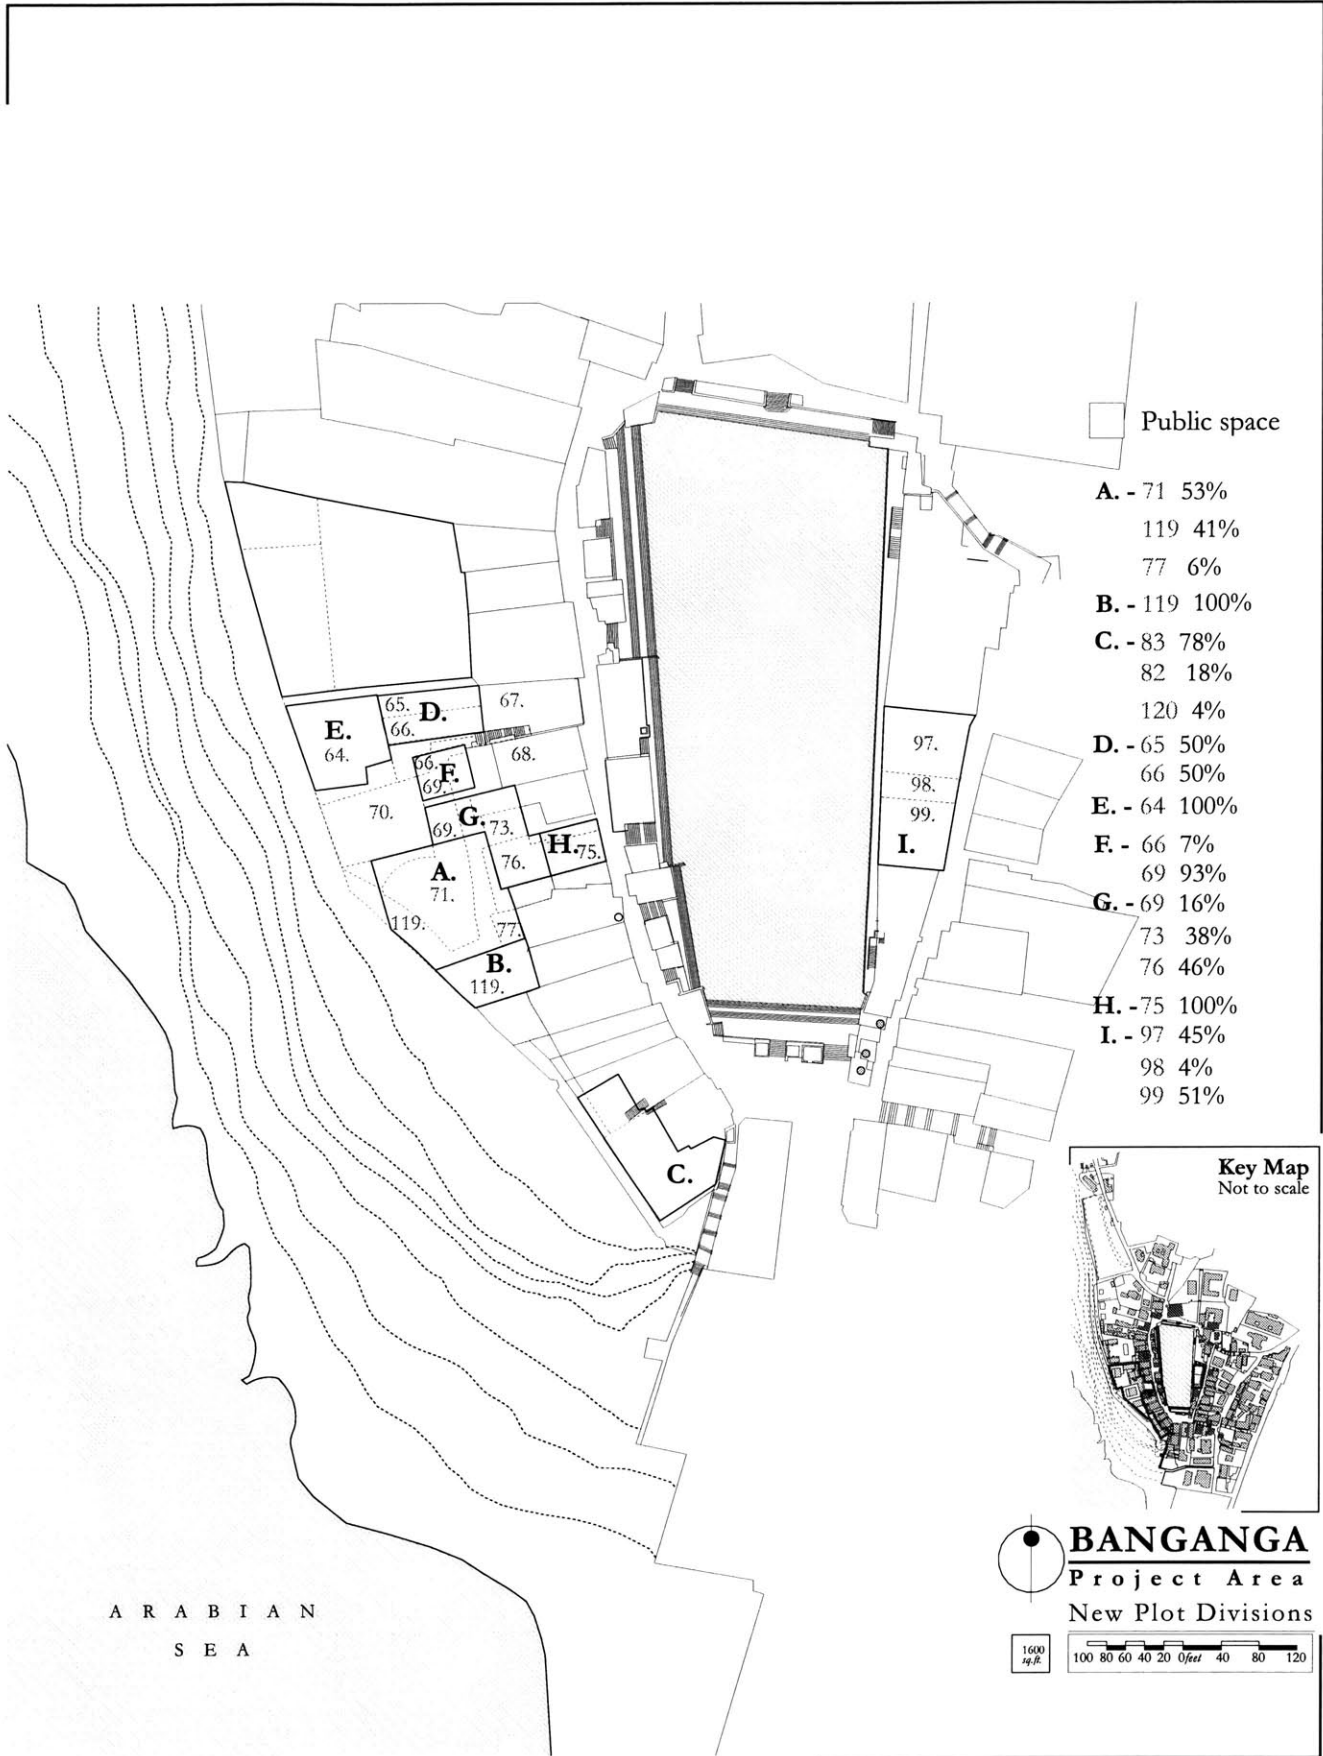 Public space
A. - 71 53%
119 41%
77 6%
B. - 119 100%
C. - 83 78%
82 18%
120 4%
D. - 65 50%
66 50%
E. - 64 100%
F. - 66 7%
69 93%
G. - 69 16%
73 38%
76 46%
H. - 75 100%
I. - 97 45%
98 4%
99 51%
65.
D.
67.
66.
E.
64.
66.
F.
69.
68.
70.
69.
G.
73.
76.
H.
75.
A.
71.
119.
77.
B.
119.
C.
97.
98.
99.
I.
Key Map
Not to scale
ARABIAN
SEA
BANGANGA
Project Area
New Plot Divisions
1600
sq.ft.
100 80 60 40 20 0feet 40 80 120